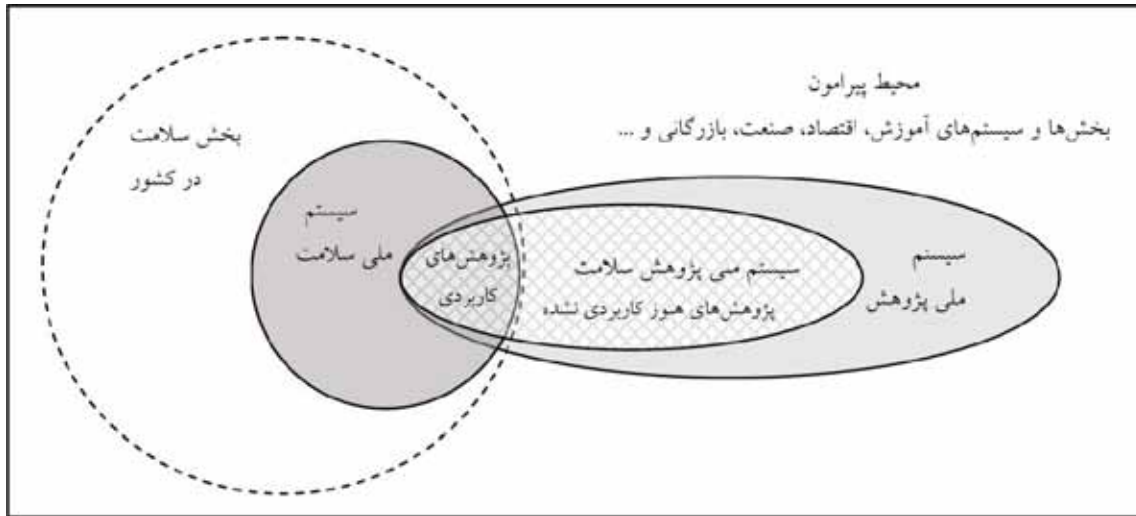 محیط پیرامون
بخش‌ها و سیستم‌های آموزش، اقتصاد، صنعت، بازرگانی و ...
بخش سلامت
در کشور
سیستم
ملی سلامت
پژوهش‌های
کاربردی
سیستم ملی پژوهش سلامت
پژوهش‌های هنوز کاربردی نشده
سیستم
ملی پژوهش